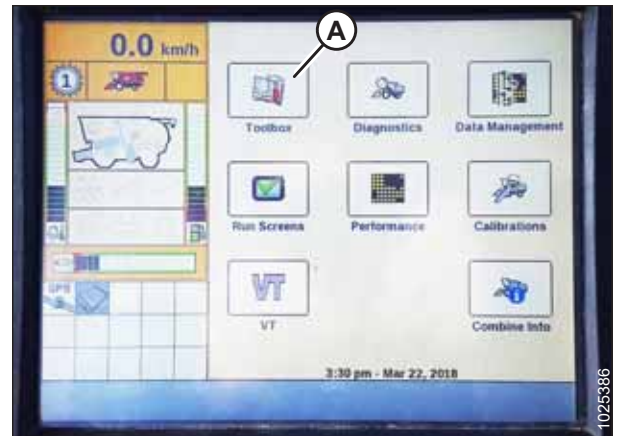 A
0.0 km/h
1
Toolbox
Diagnostics
Data Management
Run Screens
Performance
Calibrations
GPS
VT
VT
Combine Info
3:30 pm - Mar 22, 2018
1025386